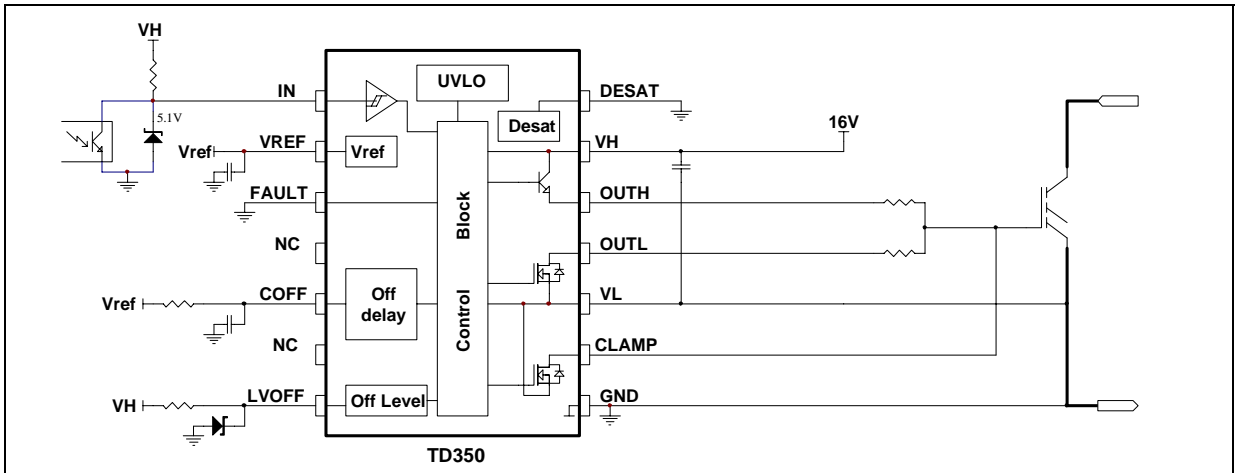 VH
IN
5.1V
Vref
VREF
FAULT
NC
Vref
COFF
NC
VH
LVOFF
UVLO
Vref
Desat
Off
delay
Off Level
Control Block
DESAT
VH
16V
OUTH
OUTL
VL
CLAMP
GND
TD350